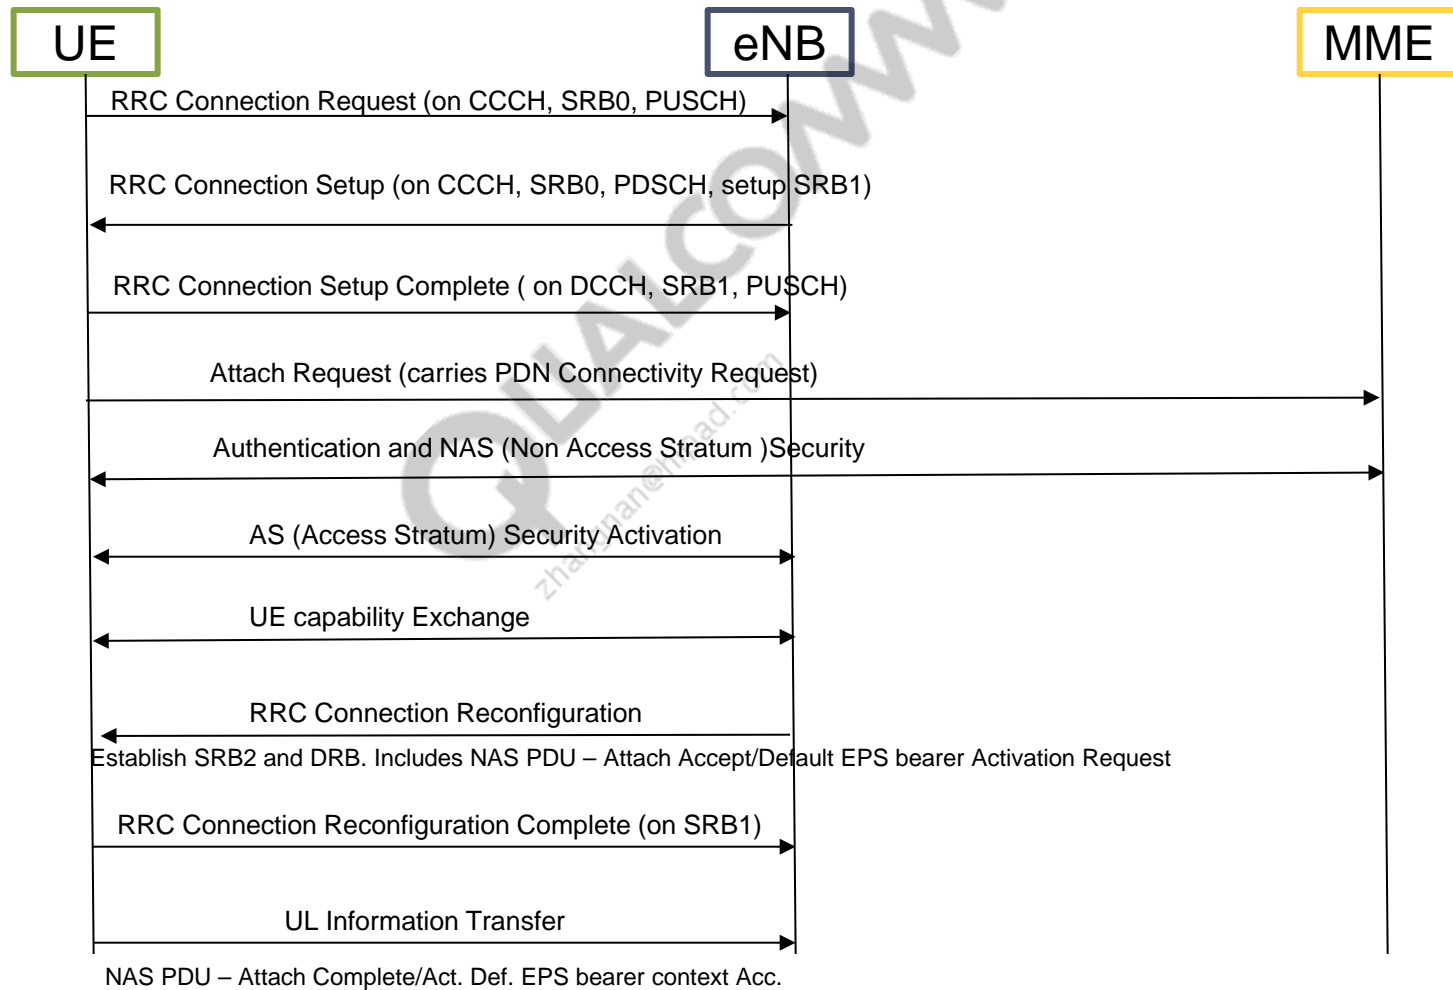 UE
eNB
MME
RRC Connection Request (on CCCH, SRB0, PUSCH)
RRC Connection Setup (on CCCH, SRB0, PDSCH, setup SRB1)
RRC Connection Setup Complete ( on DCCH, SRB1, PUSCH)
Attach Request (carries PDN Connectivity Request)
Authentication and NAS (Non Access Stratum )Security
AS (Access Stratum) Security Activation
UE capability Exchange
RRC Connection Reconfiguration
Establish SRB2 and DRB. Includes NAS PDU – Attach Accept/Default EPS bearer Activation Request
RRC Connection Reconfiguration Complete (on SRB1)
UL Information Transfer
NAS PDU – Attach Complete/Act. Def. EPS bearer context Acc.
QUALCOMM